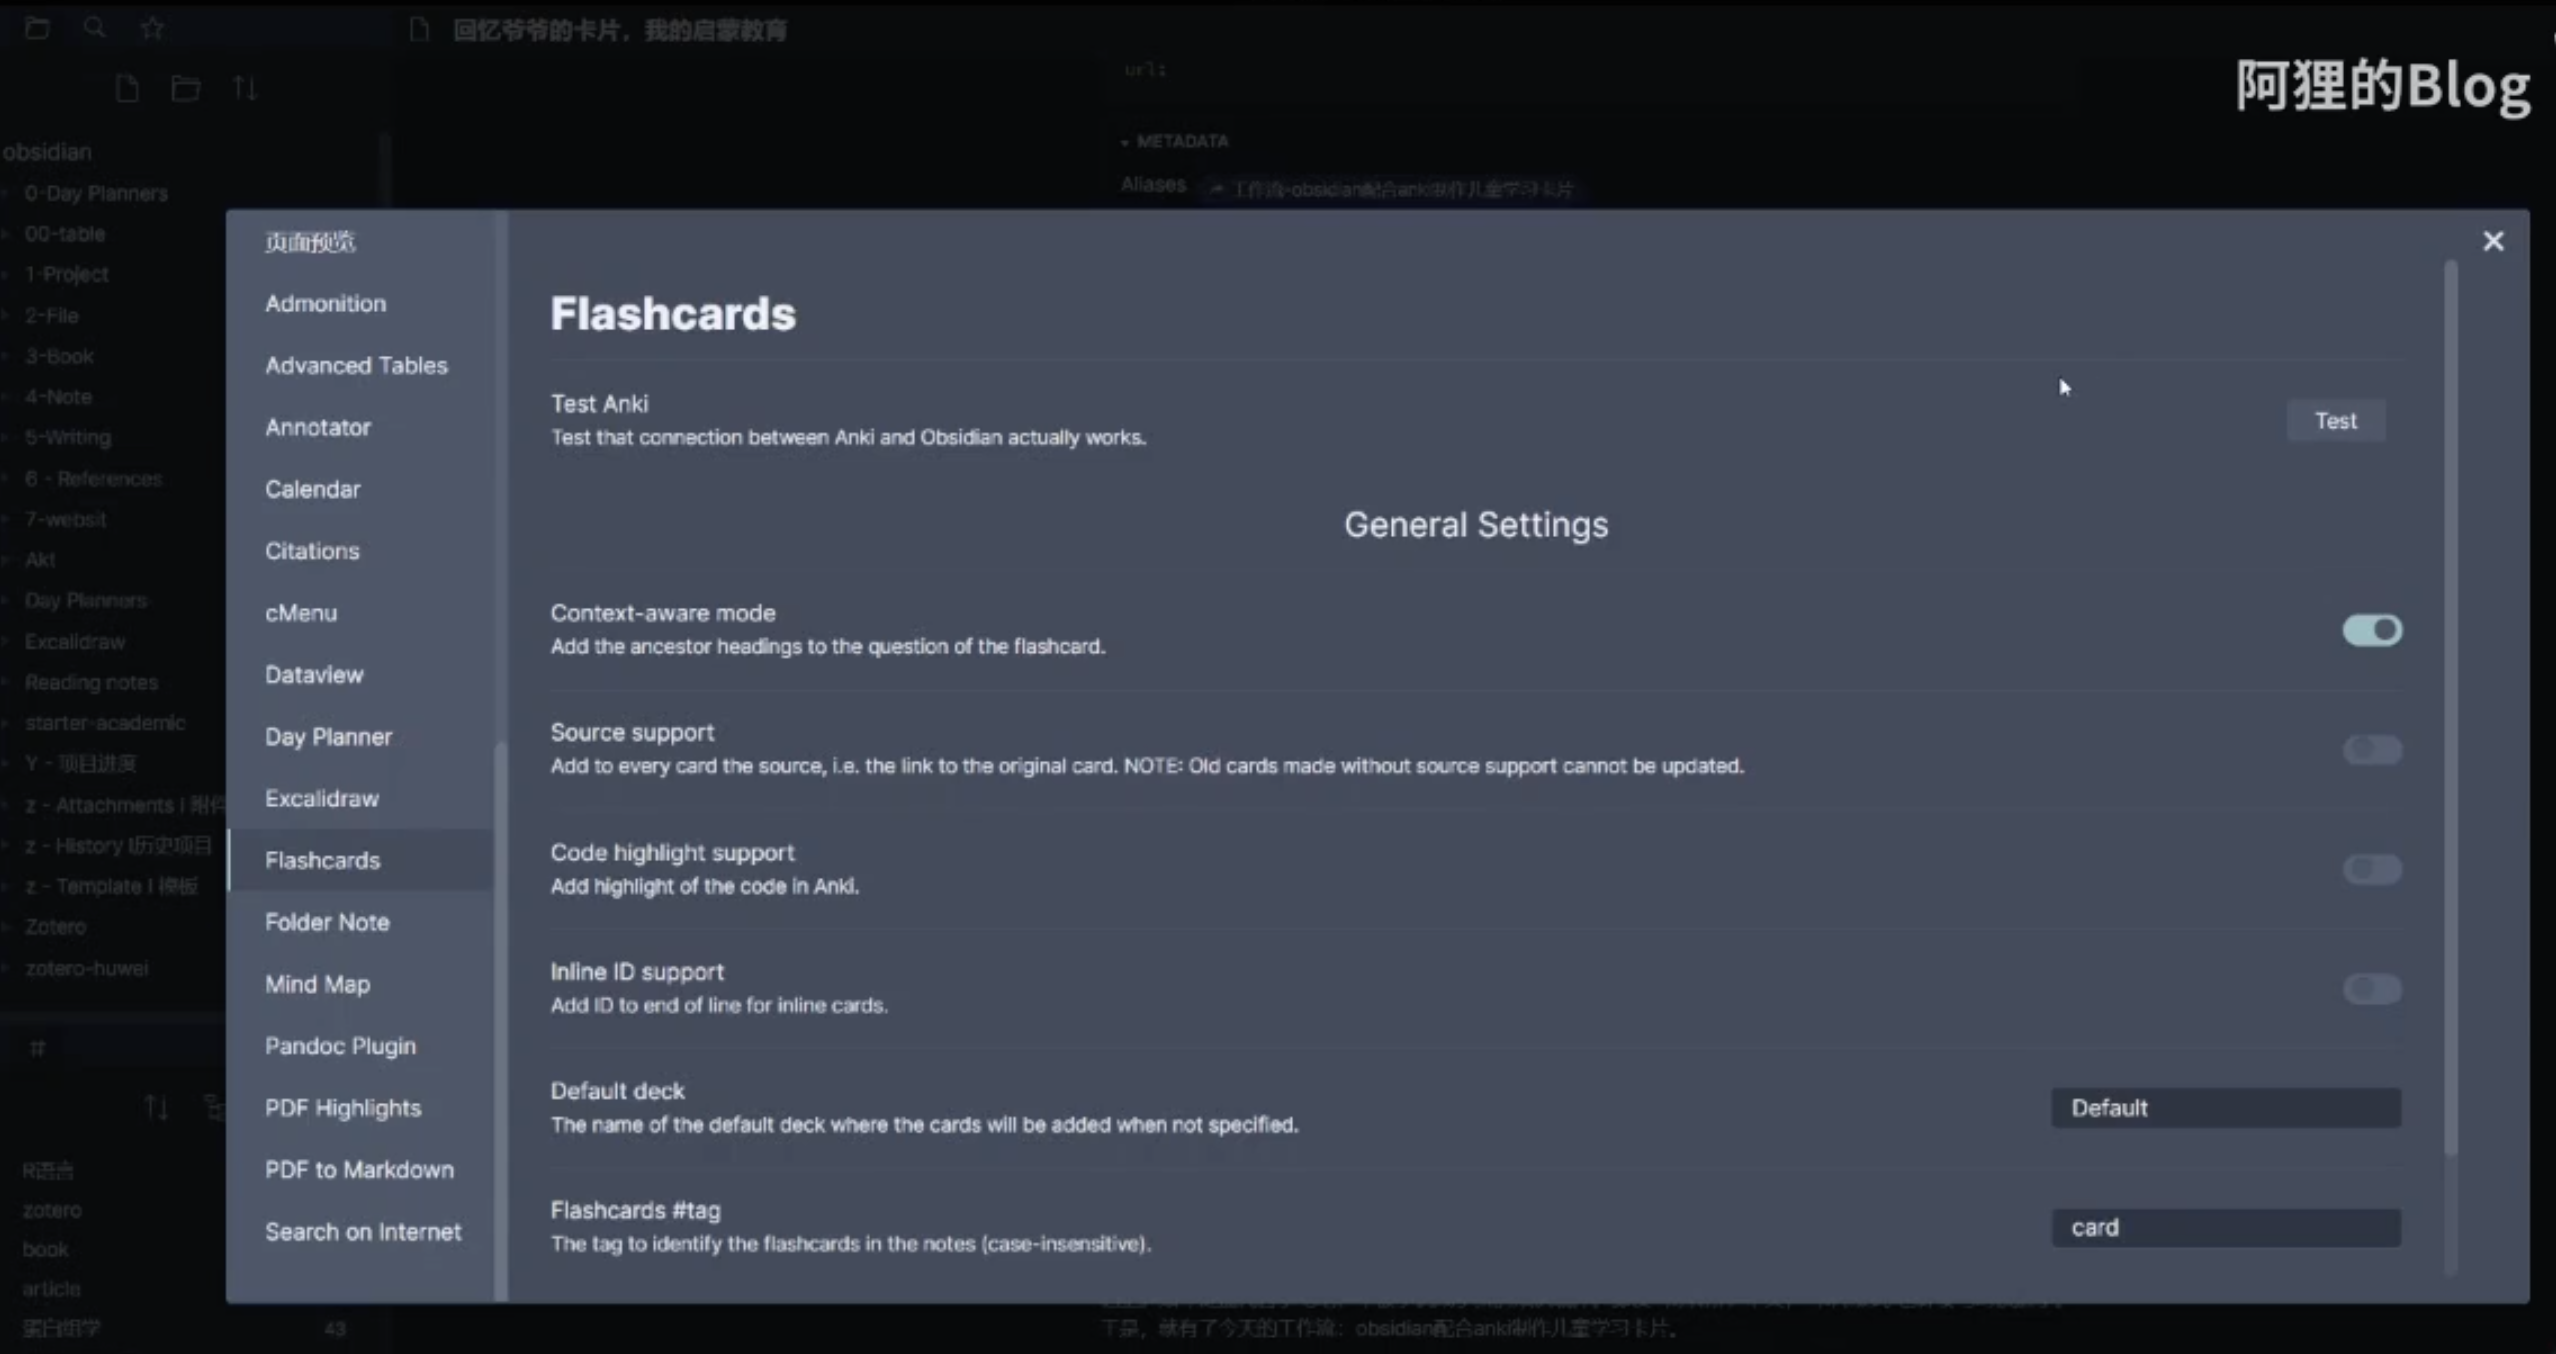 回忆爷爷的卡片，我的启蒙教育
阿狸的Blog
url:
METADATA
Aliases
工作流-obsidian配合anki制作儿童学习卡片
obsidian
0-Day Planners
00-table
1-Project
2-File
3-Book
4-Note
5-Writing
6 - References
7-websit
Akt
Day Planners
Excalidraw
Reading notes
starter-academic
Y - 项目进度
z - Attachments I 附件
z - History I历史项目
z - Template I 模板
Zotero
zotero-huwei
#
R语言
zotero
book
article
蛋白组学 43
页面预览
Admonition
Advanced Tables
Annotator
Calendar
Citations
cMenu
Dataview
Day Planner
Excalidraw
Flashcards
Folder Note
Mind Map
Pandoc Plugin
PDF Highlights
PDF to Markdown
Search on Internet
Flashcards
Test Anki
Test that connection between Anki and Obsidian actually works.
Test
General Settings
Context-aware mode
Add the ancestor headings to the question of the flashcard.
Source support
Add to every card the source, i.e. the link to the original card. NOTE: Old cards made without source support cannot be updated.
Code highlight support
Add highlight of the code in Anki.
Inline ID support
Add ID to end of line for inline cards.
Default deck
The name of the default deck where the cards will be added when not specified.
Default
Flashcards #tag
The tag to identify the flashcards in the notes (case-insensitive).
card
于是，就有了今天的工作流：obsidian配合anki制作儿童学习卡片。